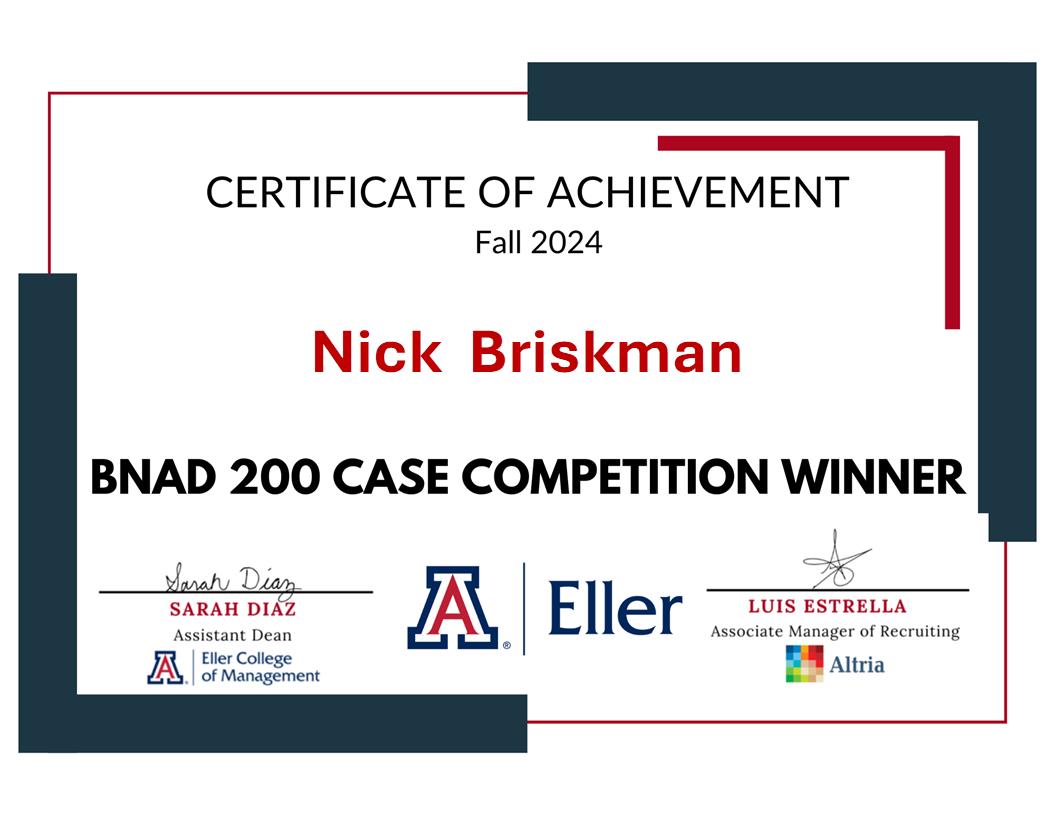 CERTIFICATE OF ACHIEVEMENT
Fall 2024
Nick Briskman
BNAD 200 CASE COMPETITION WINNER
Sarah Diaz
SARAH DIAZ
Assistant Dean
A
Eller College
of Management
A®
Eller
LUIS ESTRELLA
Associate Manager of Recruiting
Altria